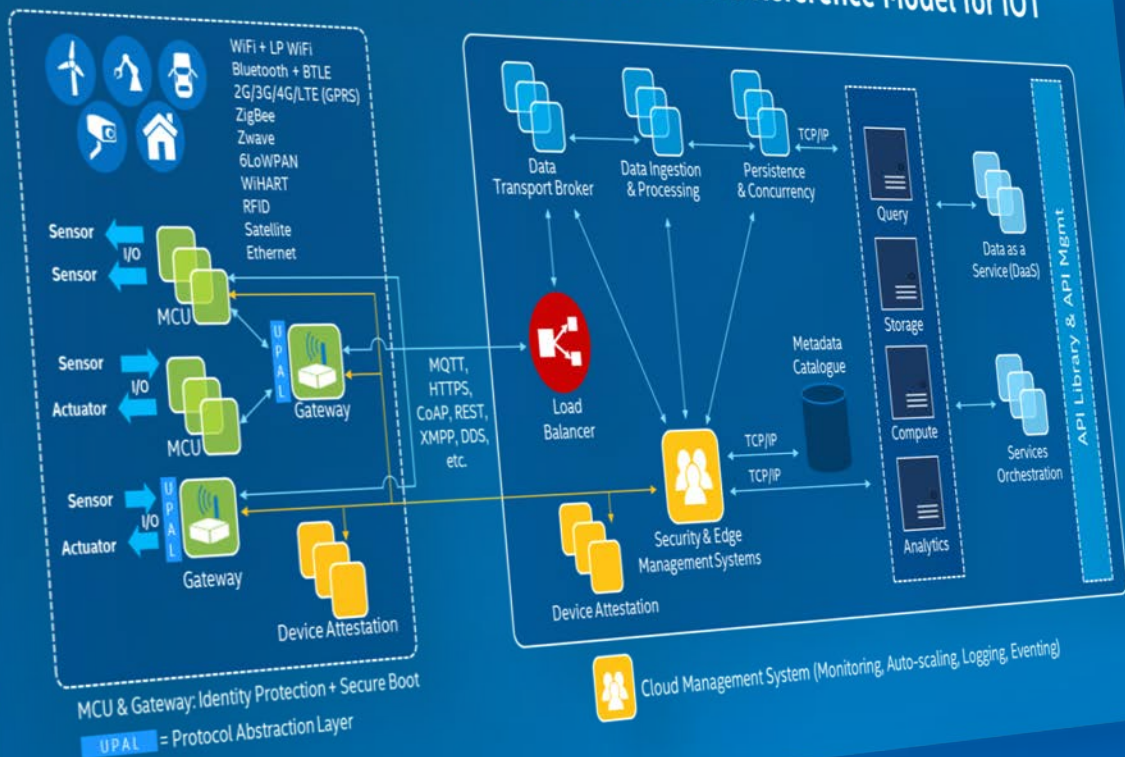 Reference Model for IOT
WiFi + LP WiFi
Bluetooth + BTLE
2G/3G/4G/LTE (GPRS)
ZigBee
Zwave
6LoWPAN
WiHART
RFID
Satellite
Ethernet
Sensor
I/O
Sensor
MCU
Sensor
I/O
Actuator
MCU
UPAL
Gateway
Sensor
I/O
Actuator
UPAL
Gateway
Device Attestation
MQTT,
HTTPS,
CoAP, REST,
XMPP, DDS,
etc.
Data
Transport Broker
Data Ingestion
& Processing
Persistence
& Concurrency
TCP/IP
Load
Balancer
Metadata
Catalogue
TCP/IP
TCP/IP
Security & Edge
Management Systems
Device Attestation
Query
Storage
Compute
Analytics
Data as a
Service (DaaS)
Services
Orchestration
API Library & API Mgmt
MCU & Gateway: Identity Protection + Secure Boot
UPAL = Protocol Abstraction Layer
Cloud Management System (Monitoring, Auto-scaling, Logging, Eventing)